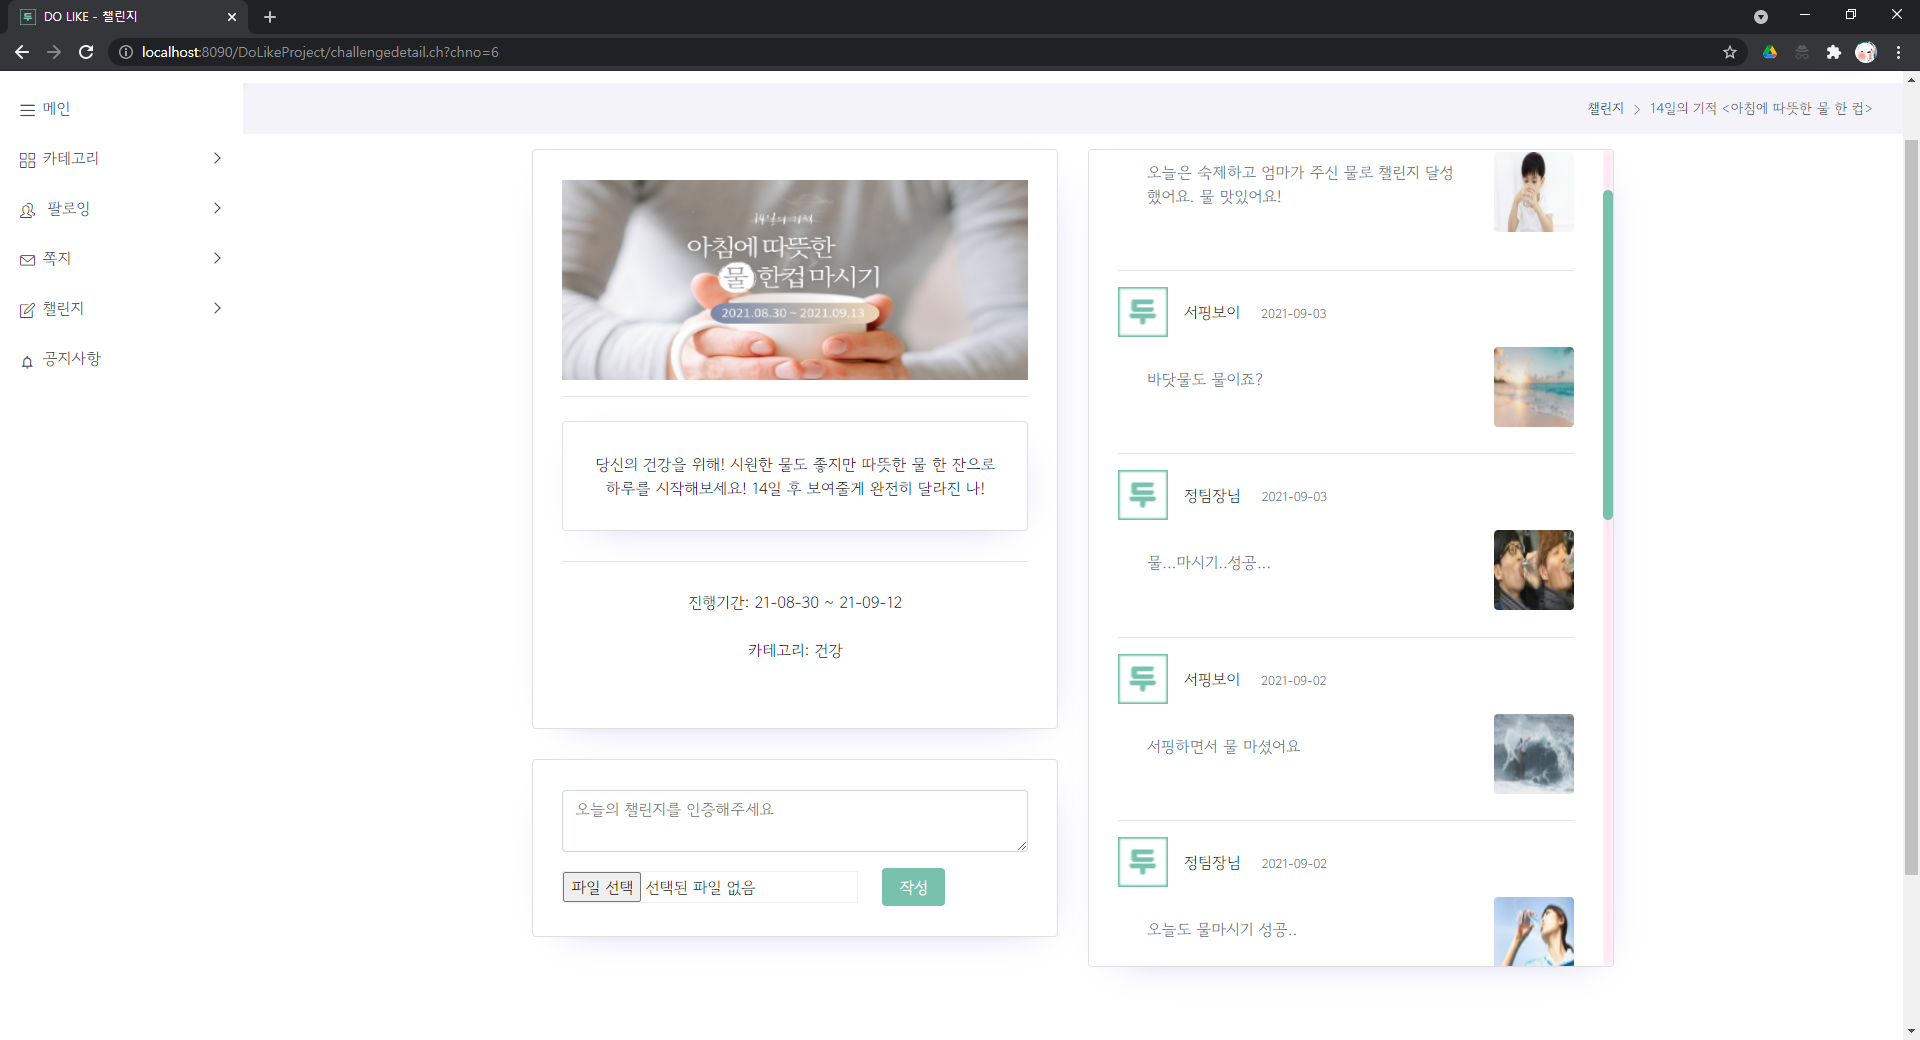 두 DO LIKE - 챌린지
localhost:8090/DoLikeProject/challengedetail.ch?chno=6
메인
카테고리
팔로잉
쪽지
챌린지
공지사항
챌린지 > 14일의 기적 <아침에 따뜻한 물 한 컵>
14일의 기적
아침에 따뜻한
물 한컵 마시기
2021.08.30 ~ 2021.09.13
당신의 건강을 위해! 시원한 물도 좋지만 따뜻한 물 한 잔으로
하루를 시작해보세요! 14일 후 보여줄게 완전히 달라진 나!
진행기간: 21-08-30 ~ 21-09-12
카테고리: 건강
오늘의 챌린지를 인증해주세요
파일 선택 선택된 파일 없음
작성
오늘은 숙제하고 엄마가 주신 물로 챌린지 달성
했어요. 물 맛있어요!
두 서핑보이 2021-09-03
바닷물도 물이죠?
두 정팀장님 2021-09-03
물...마시기..성공...
두 서핑보이 2021-09-02
서핑하면서 물 마셨어요
두 정팀장님 2021-09-02
오늘도 물마시기 성공..